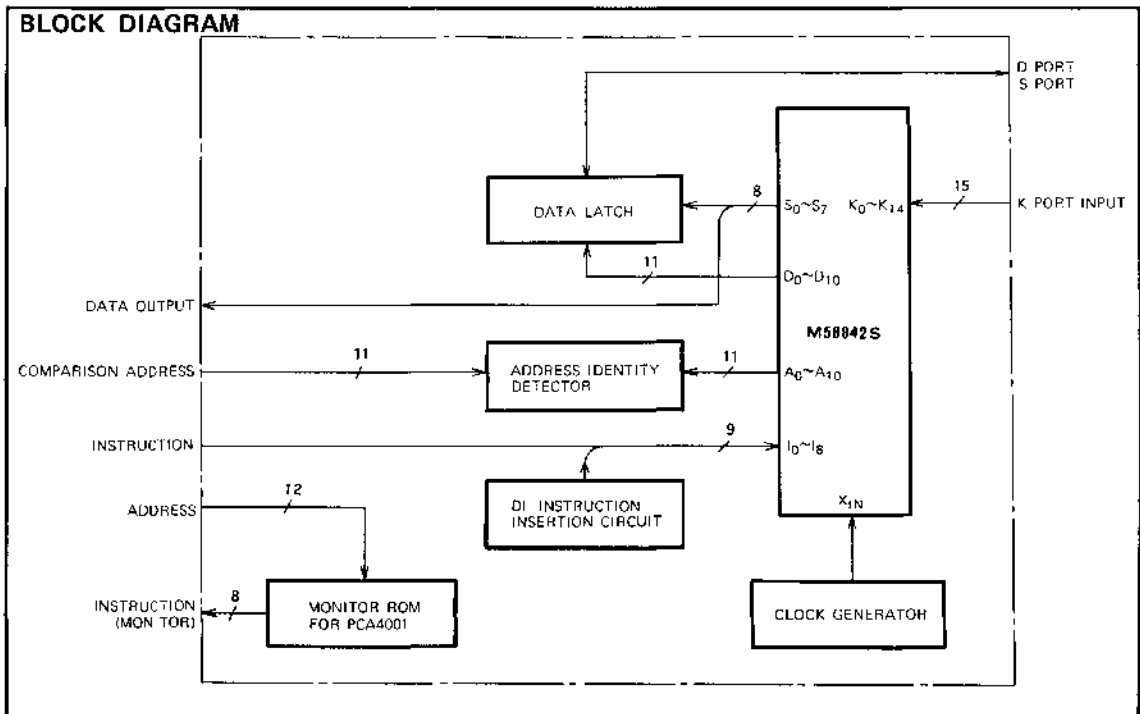 BLOCK DIAGRAM
D PORT
S PORT
8
15
DATA LATCH
S0~S7 K0~K14
K PORT INPUT
11
D0~D10
DATA OUTPUT
M58842S
11
11
COMPARISON ADDRESS
ADDRESS IDENTITY
DETECTOR
A0~A10
9
INSTRUCTION
I0~I8
12
DI INSTRUCTION
INSERTION CIRCUIT
ADDRESS
XIN
8
INSTRUCTION
(MONITOR)
MONITOR ROM
FOR PCA4001
CLOCK GENERATOR